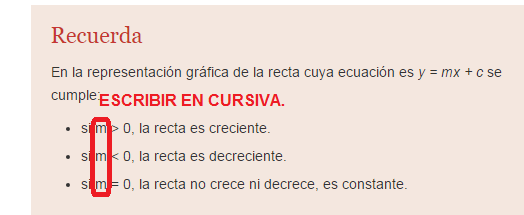 Recuerda
En la representación gráfica de la recta cuya ecuación es y = mx + c se
cumple:
ESCRIBIR EN CURSIVA.
• si m > 0, la recta es creciente.
• si m < 0, la recta es decreciente.
• si m = 0, la recta no crece ni decrece, es constante.